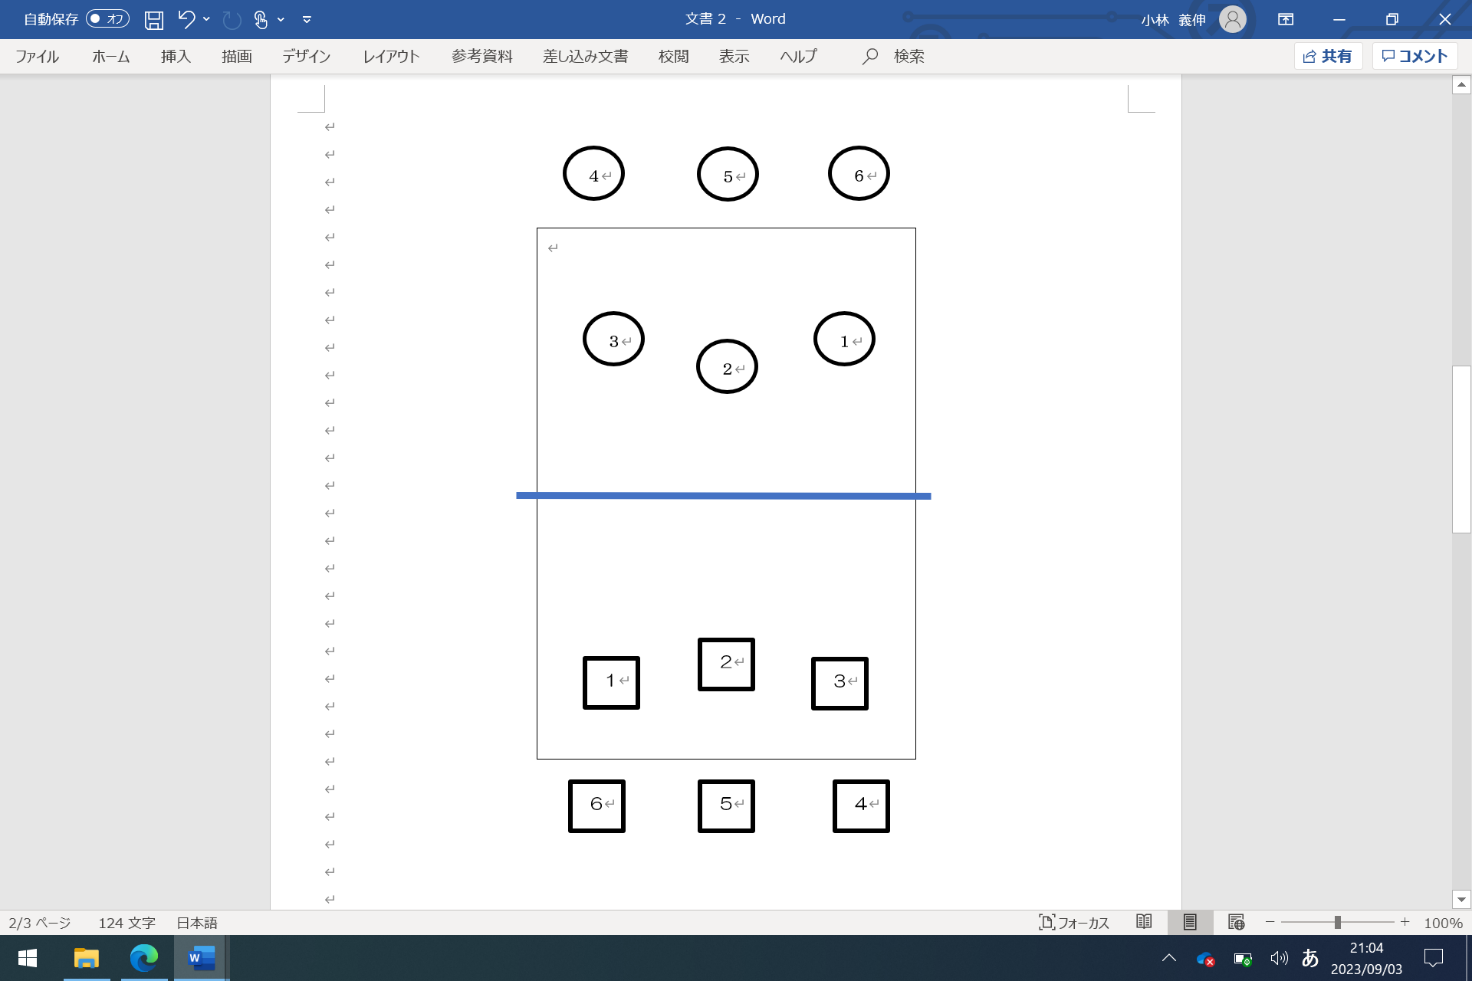 自動保存 オフ 文書 2 - Word 小林 義伸
ファイル ホーム 挿入 描画 デザイン レイアウト 参考資料 差し込み文書 校閲 表示 ヘルプ 検索 共有 コメント
4 5 6
3 1
2
2
1 3
6 5 4
2/3 ページ 124 文字 日本語 フォーカス 100%
あ 21:04
2023/09/03